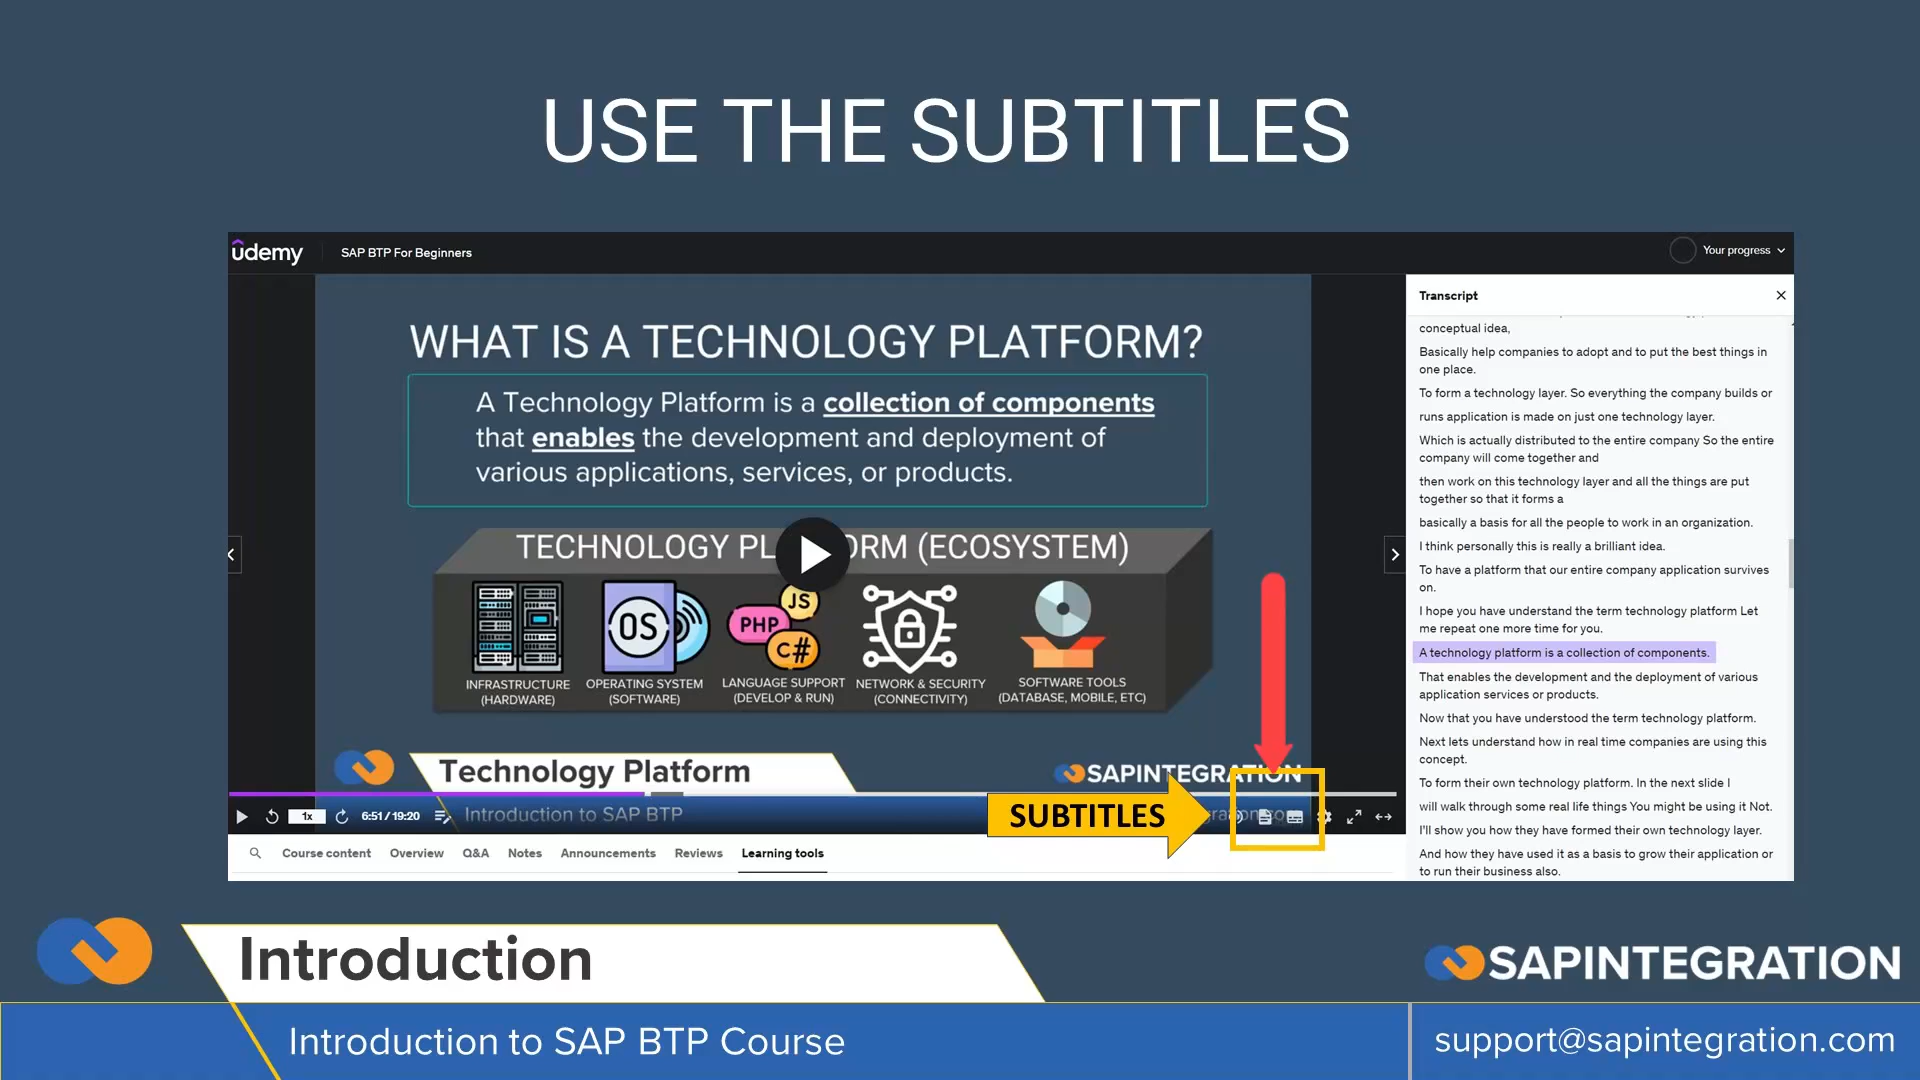 USE THE SUBTITLES
udemy
SAP BTP For Beginners
Your progress
WHAT IS A TECHNOLOGY PLATFORM?
A Technology Platform is a collection of components
that enables the development and deployment of
various applications, services, or products.
TECHNOLOGY PL RM (ECOSYSTEM)
OS
PHP
JS
C#
INFRASTRUCTURE
(HARDWARE)
OPERATING SYSTEM
(SOFTWARE)
LANGUAGE SUPPORT
(DEVELOP & RUN)
NETWORK & SECURITY
(CONNECTIVITY)
SOFTWARE TOOLS
(DATABASE, MOBILE, ETC)
Technology Platform
SAPINTEGRATION
Introduction to SAP BTP
1x
6:51 / 19:20
SUBTITLES
Course content
Overview
Q&A
Notes
Announcements
Reviews
Learning tools
Transcript
conceptual idea,
Basically help companies to adopt and to put the best things in
one place.
To form a technology layer. So everything the company builds or
runs application is made on just one technology layer.
Which is actually distributed to the entire company So the entire
company will come together and
then work on this technology layer and all the things are put
together so that it forms a
basically a basis for all the people to work in an organization.
I think personally this is really a brilliant idea.
To have a platform that our entire company application survives
on.
I hope you have understand the term technology platform Let
me repeat one more time for you.
A technology platform is a collection of components.
That enables the development and the deployment of various
application services or products.
Now that you have understood the term technology platform.
Next lets understand how in real time companies are using this
concept.
To form their own technology platform. In the next slide I
will walk through some real life things You might be using it Not.
I'll show you how they have formed their own technology layer.
And how they have used it as a basis to grow their application or
to run their business also.
Introduction
SAPINTEGRATION
Introduction to SAP BTP Course
support@sapintegration.com